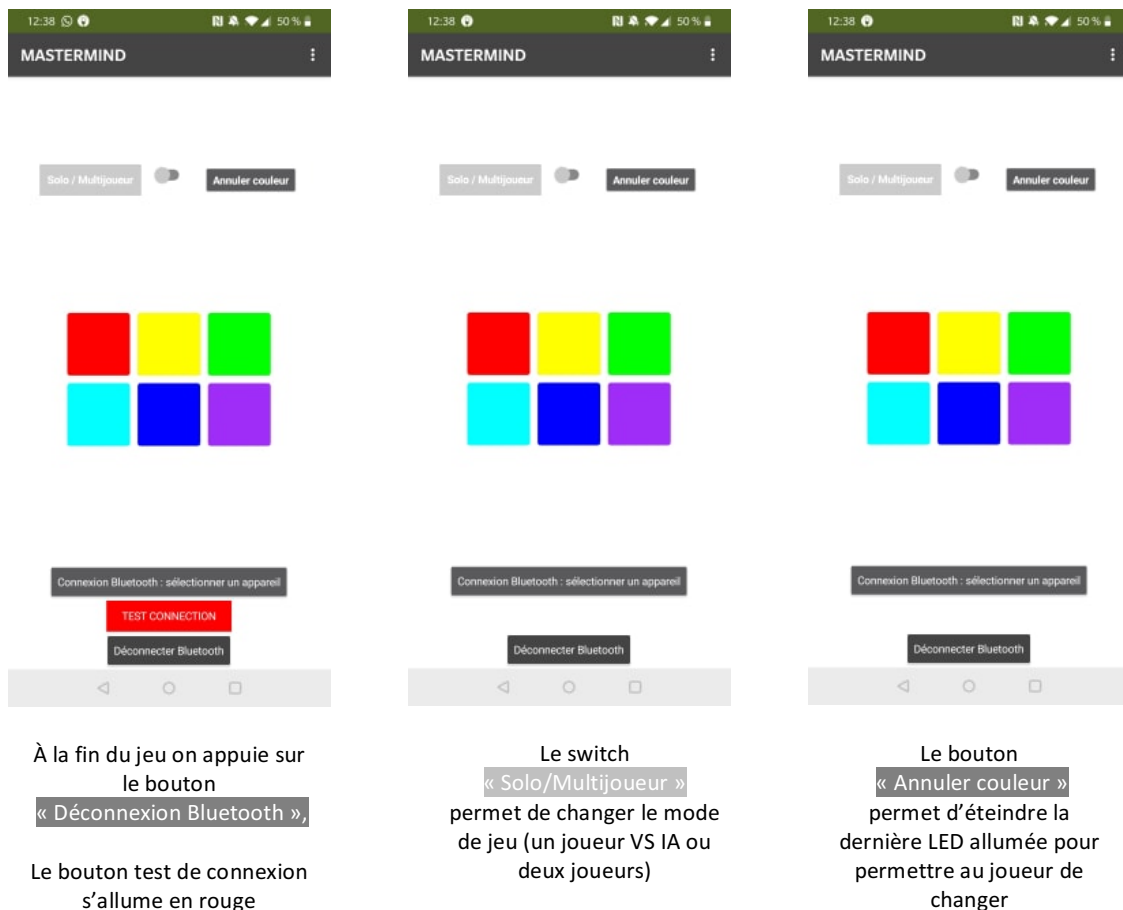 12:38
50 %
MASTERMIND
Solo / Multijoueur
Annuler couleur
Connexion Bluetooth : sélectionner un appareil
TEST CONNECTION
Déconnecter Bluetooth
À la fin du jeu on appuie sur
le bouton
« Déconnexion Bluetooth »,
Le bouton test de connexion
s’allume en rouge
12:38
50 %
MASTERMIND
Solo / Multijoueur
Annuler couleur
Connexion Bluetooth : sélectionner un appareil
Déconnecter Bluetooth
Le switch
« Solo/Multijoueur »
permet de changer le mode
de jeu (un joueur VS IA ou
deux joueurs)
12:38
50 %
MASTERMIND
Solo / Multijoueur
Annuler couleur
Connexion Bluetooth : sélectionner un appareil
Déconnecter Bluetooth
Le bouton
« Annuler couleur »
permet d’éteindre la
dernière LED allumée pour
permettre au joueur de
changer